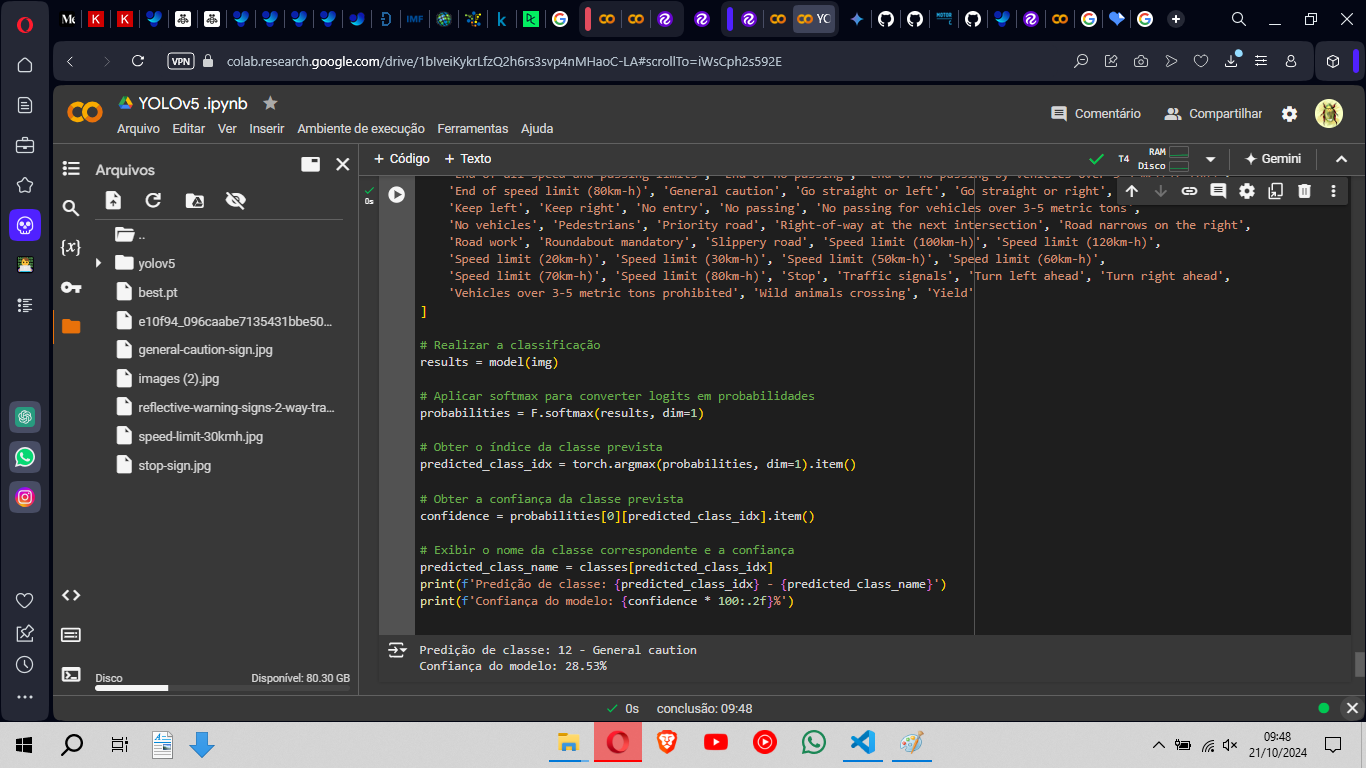 YC
VPN
colab.research.google.com/drive/1bIveiKykrLfzQ2h6rs3svp4nMHaoC-LA#scrollTo=iWsCph2s592E
YOLOv5 .ipynb
Arquivo Editar Ver Inserir Ambiente de execução Ferramentas Ajuda
Comentário
Compartilhar
Arquivos
+ Código + Texto
T4
RAM
Disco
Gemini
..
yolov5
best.pt
e10f94_096caabe7135431bbe50...
general-caution-sign.jpg
images (2).jpg
reflective-warning-signs-2-way-tra...
speed-limit-30kmh.jpg
stop-sign.jpg
Disco
Disponível: 80.30 GB
0s
'End of speed limit (80km-h)', 'General caution', 'Go straight or left', 'Go straight or right',
'Keep left', 'Keep right', 'No entry', 'No passing', 'No passing for vehicles over 3-5 metric tons',
'No vehicles', 'Pedestrians', 'Priority road', 'Right-of-way at the next intersection', 'Road narrows on the right',
'Road work', 'Roundabout mandatory', 'Slippery road', 'Speed limit (100km-h)', 'Speed limit (120km-h)',
'Speed limit (20km-h)', 'Speed limit (30km-h)', 'Speed limit (50km-h)', 'Speed limit (60km-h)',
'Speed limit (70km-h)', 'Speed limit (80km-h)', 'Stop', 'Traffic signals', 'Turn left ahead', 'Turn right ahead',
'Vehicles over 3-5 metric tons prohibited', 'Wild animals crossing', 'Yield'
]
# Realizar a classificação
results = model(img)
# Aplicar softmax para converter logits em probabilidades
probabilities = F.softmax(results, dim=1)
# Obter o índice da classe prevista
predicted_class_idx = torch.argmax(probabilities, dim=1).item()
# Obter a confiança da classe prevista
confidence = probabilities[0][predicted_class_idx].item()
# Exibir o nome da classe correspondente e a confiança
predicted_class_name = classes[predicted_class_idx]
print(f'Predição de classe: {predicted_class_idx} - {predicted_class_name}')
print(f'Confiança do modelo: {confidence * 100:.2f}%')
Predição de classe: 12 - General caution
Confiança do modelo: 28.53%
0s conclusão: 09:48
09:48
21/10/2024